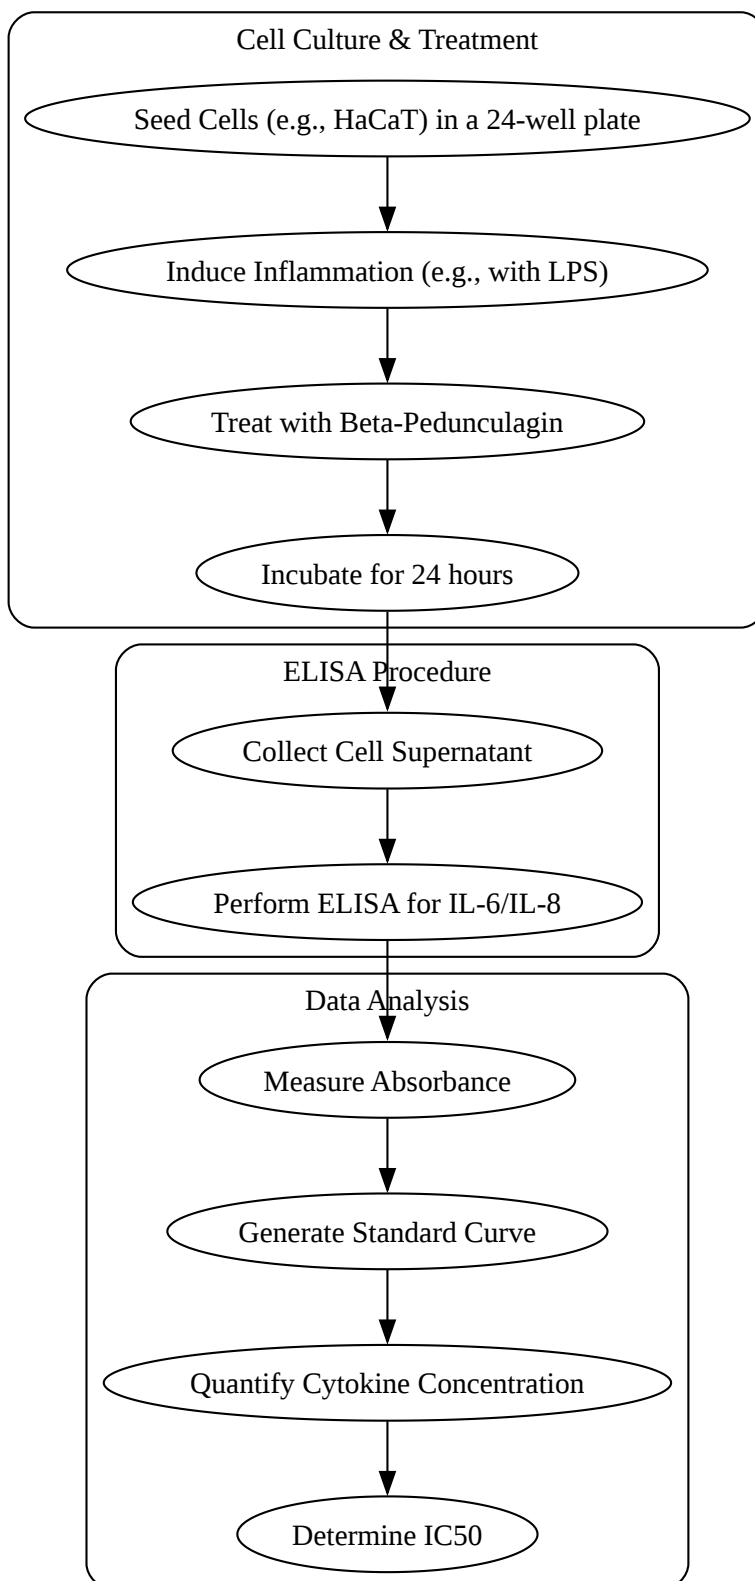 Cell Culture & Treatment
Seed Cells (e.g., HaCaT) in a 24-well plate
Induce Inflammation (e.g., with LPS)
Treat with Beta-Pedunculagin
Incubate for 24 hours
ELISA Procedure
Collect Cell Supernatant
Perform ELISA for IL-6/IL-8
Data Analysis
Measure Absorbance
Generate Standard Curve
Quantify Cytokine Concentration
Determine IC50